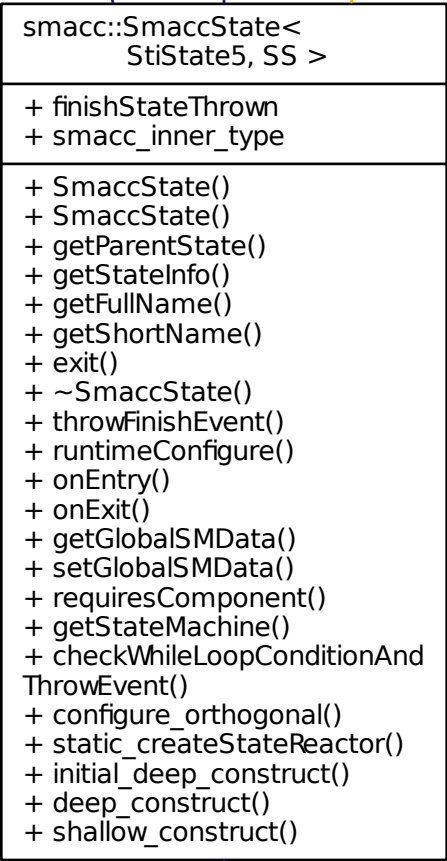 smacc::SmaccState<
StiState5, SS >
+ finishStateThrown
+ smacc_inner_type
+ SmaccState()
+ SmaccState()
+ getParentState()
+ getStateInfo()
+ getFullName()
+ getShortName()
+ exit()
+ ~SmaccState()
+ throwFinishEvent()
+ runtimeConfigure()
+ onEntry()
+ onExit()
+ getGlobalSMData()
+ setGlobalSMData()
+ requiresComponent()
+ getStateMachine()
+ checkWhileLoopConditionAnd
ThrowEvent()
+ configure_orthogonal()
+ static_createStateReactor()
+ initial_deep_construct()
+ deep_construct()
+ shallow_construct()